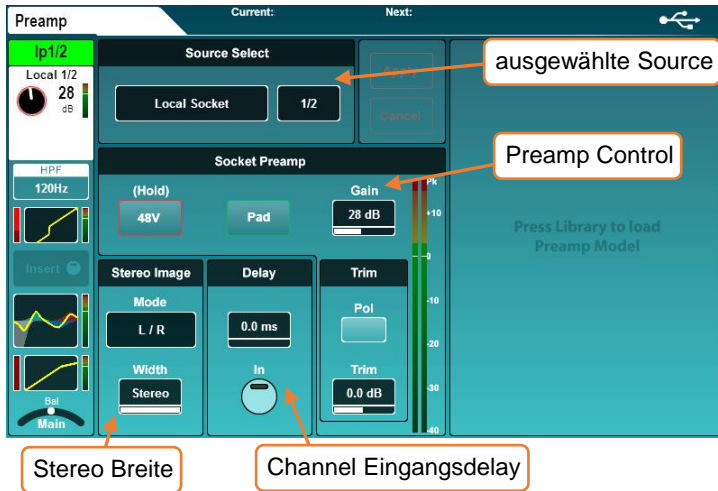 Preamp
Current:
Next:
Ip1/2
Local 1/2
28
dB
HPF
120Hz
Insert
Bal
Main
Source Select
Local Socket
1/2
Apply
Cancel
ausgewählte Source
Socket Preamp
(Hold)
48V
Pad
Gain
28 dB
Preamp Control
Pk
+10
0
-10
-20
-30
-40
Stereo Image
Mode
L / R
Width
Stereo
Delay
0.0 ms
In
Trim
Pol
Trim
0.0 dB
Press Library to load
Preamp Model
Stereo Breite
Channel Eingangsdelay